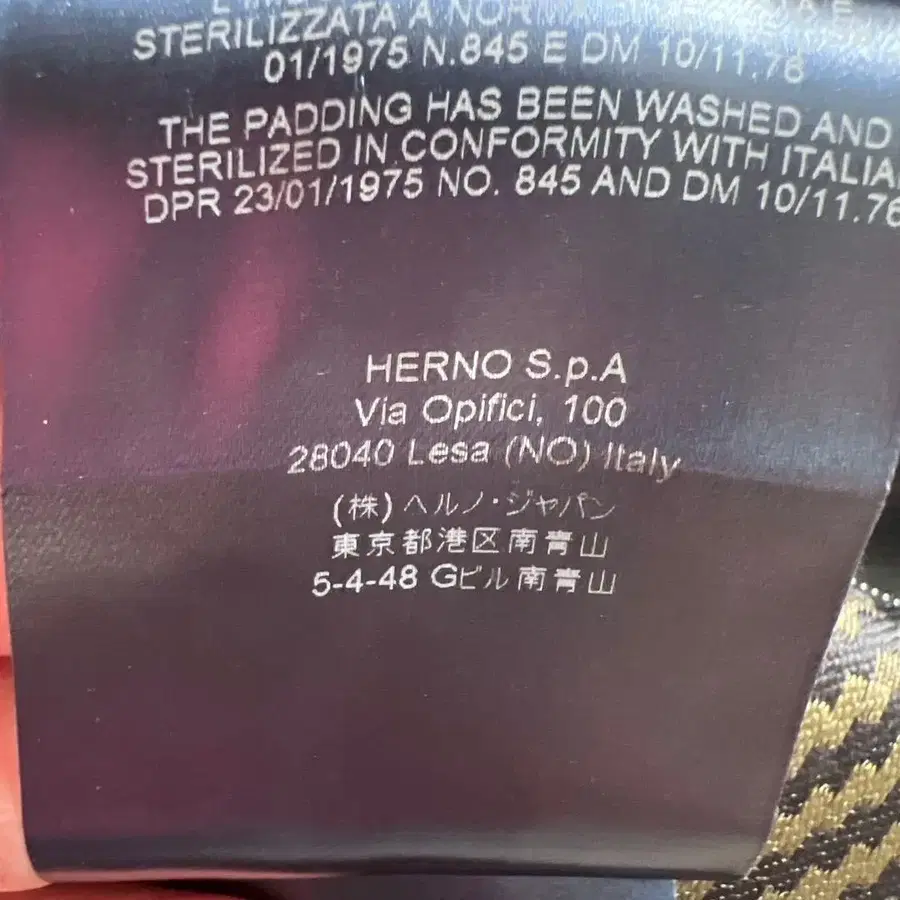 STERILIZZATA A NORMA
01/1975 N.845 E DM 10/11.76
THE PADDING HAS BEEN WASHED AND
STERILIZED IN CONFORMITY WITH ITALIA
DPR 23/01/1975 NO. 845 AND DM 10/11.76
HERNO S.p.A
Via Opifici, 100
28040 Lesa (NO) Italy
(株)ヘルノ・ジャパン
東京都港区南青山
5-4-48 Gビル南青山